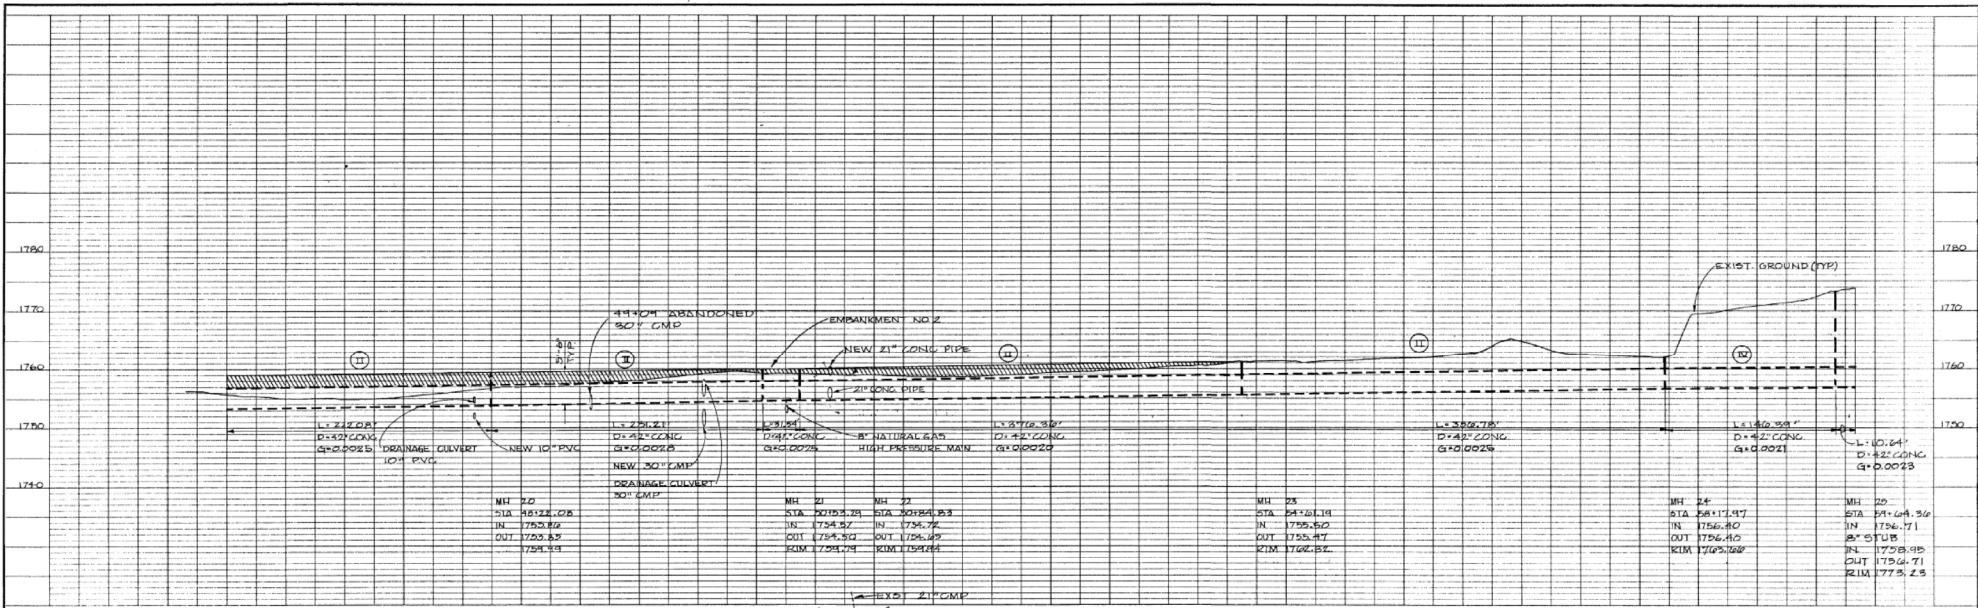 1780
1780
EXIST. GROUND (TYP.)
1770
1770
49+09 ABANDONED
30" CMP
EMBANKMENT NO. 2
5'-0"
TYP.
NEW 21" CONC PIPE
II
II
II
II
IV
1760
1760
21" CONC PIPE
1750
1750
L=222.08'
D=42" CONC
G=0.0025
DRAINAGE CULVERT
10" PVC
NEW 10" PVC
L=231.21'
D=42" CONC
G=0.0028
NEW 30" CMP
DRAINAGE CULVERT
30" CMP
L=31.54'
D=42" CONC
G=0.0025
8" NATURAL GAS
HIGH PRESSURE MAIN
L=376.36'
D=42" CONC
G=0.0020
L=356.78'
D=42" CONC.
G=0.0026
L=146.39'
D=42" CONC
G=0.0021
L=10.64'
D=42" CONC
G=0.0023
1740
MH 20
STA 48+22.08
IN 1753.86
OUT 1753.85
1759.99
MH 21
STA 50+53.29
IN 1754.57
OUT 1754.50
RIM 1759.79
MH 22
STA 50+84.83
IN 1754.72
OUT 1754.65
RIM 1759.84
MH 23
STA 54+61.19
IN 1755.50
OUT 1755.47
RIM 1762.32
MH 24
STA 58+17.97
IN 1756.40
OUT 1756.40
RIM
MH 25
STA 59+64.36
IN 1756.71
8" STUB
IN 1758.95
OUT 1756.71
RIM 1773.23
EXIST 21" CMP